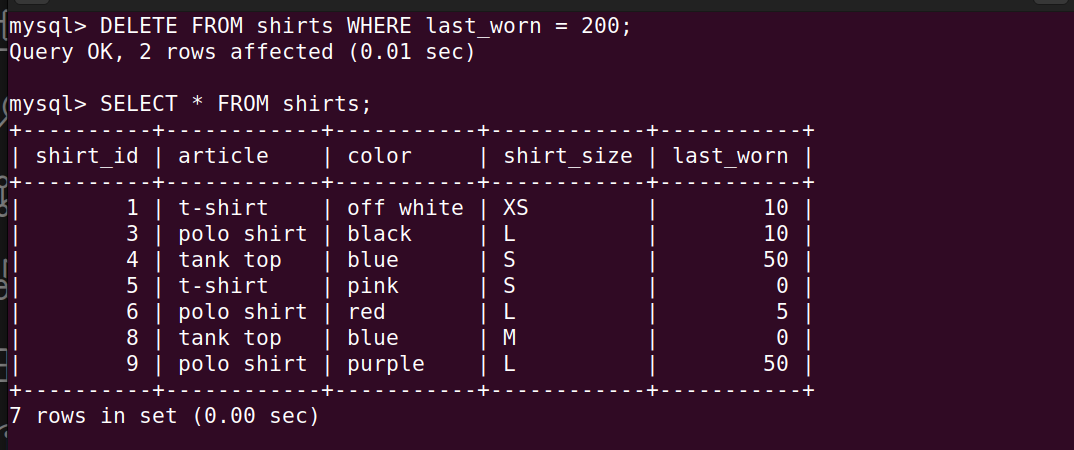 mysql> DELETE FROM shirts WHERE last_worn = 200;
Query OK, 2 rows affected (0.01 sec)

mysql> SELECT * FROM shirts;
+----------+------------+-----------+------------+-----------+
| shirt_id | article    | color     | shirt_size | last_worn |
+----------+------------+-----------+------------+-----------+
|        1 | t-shirt    | off white | XS         |        10 |
|        3 | polo shirt | black     | L          |        10 |
|        4 | tank top   | blue      | S          |        50 |
|        5 | t-shirt    | pink      | S          |         0 |
|        6 | polo shirt | red       | L          |         5 |
|        8 | tank top   | blue      | M          |         0 |
|        9 | polo shirt | purple    | L          |        50 |
+----------+------------+-----------+------------+-----------+
7 rows in set (0.00 sec)